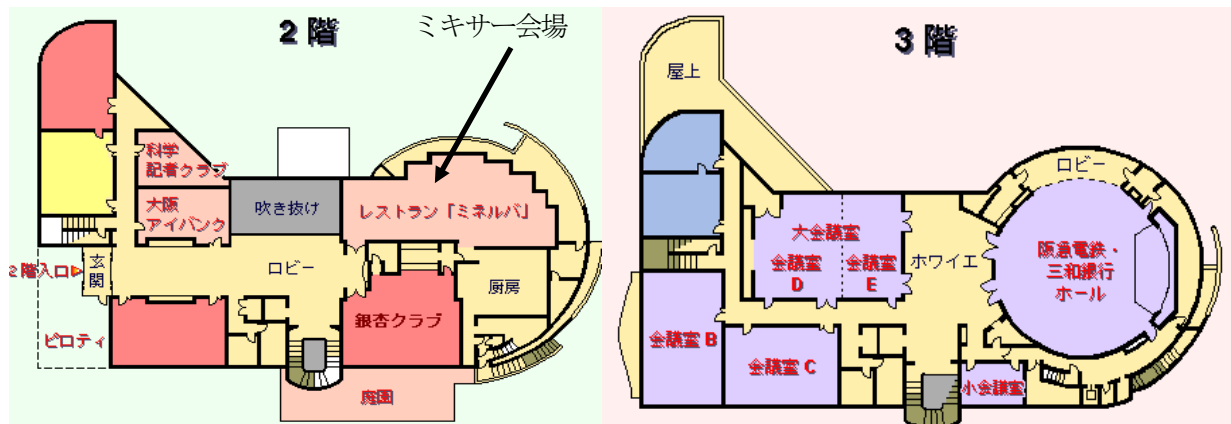 2 階
ミキサー会場
科学
記者クラブ
大阪
アイバンク
吹き抜け
レストラン「ミネルバ」
2階入口
玄
関
ロビー
厨房
銀杏クラブ
ピロティ
庭園
3 階
屋上
ロビー
大会議室
会議室
D
会議室
E
ホワイエ
阪急電鉄・
三和銀行
ホール
会議室 B
会議室 C
小会議室